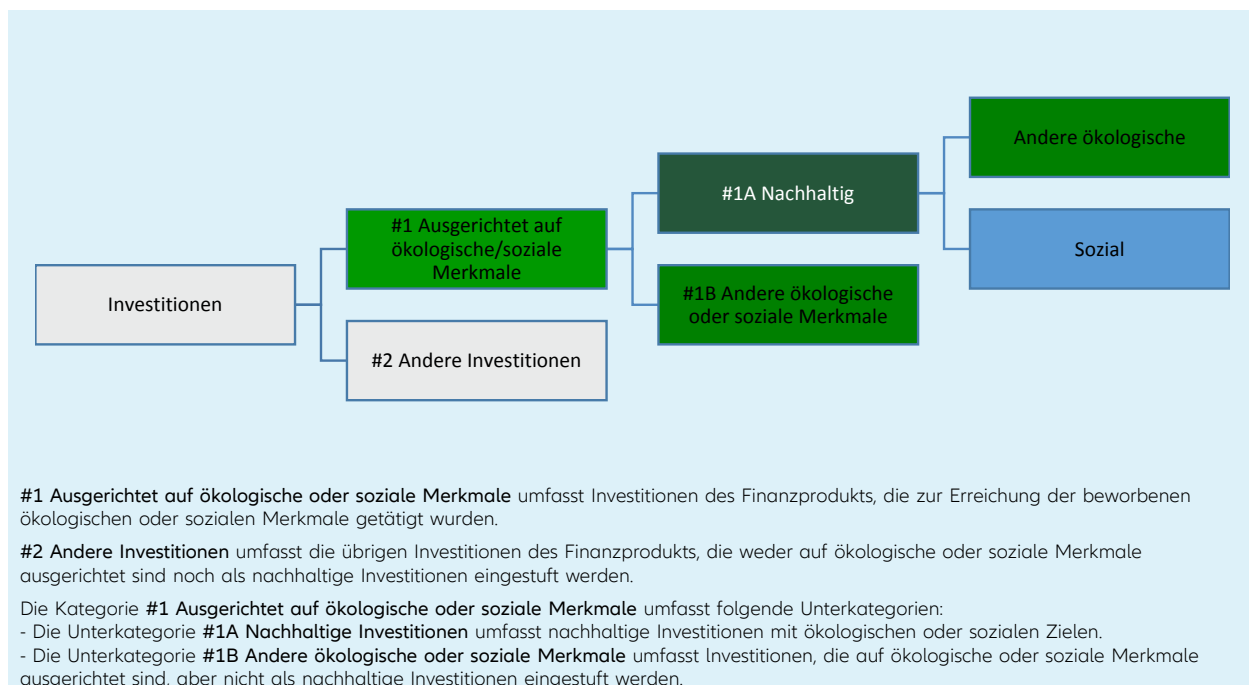 Andere ökologische
#1A Nachhaltig
#1 Ausgerichtet auf
ökologische/soziale
Merkmale
Sozial
Investitionen
#1B Andere ökologische
oder soziale Merkmale
#2 Andere Investitionen
#1 Ausgerichtet auf ökologische oder soziale Merkmale umfasst Investitionen des Finanzprodukts, die zur Erreichung der beworbenen
ökologischen oder sozialen Merkmale getätigt wurden.
#2 Andere Investitionen umfasst die übrigen Investitionen des Finanzprodukts, die weder auf ökologische oder soziale Merkmale
ausgerichtet sind noch als nachhaltige Investitionen eingestuft werden.
Die Kategorie #1 Ausgerichtet auf ökologische oder soziale Merkmale umfasst folgende Unterkategorien:
- Die Unterkategorie #1A Nachhaltige Investitionen umfasst nachhaltige Investitionen mit ökologischen oder sozialen Zielen.
- Die Unterkategorie #1B Andere ökologische oder soziale Merkmale umfasst Investitionen, die auf ökologische oder soziale Merkmale
ausgerichtet sind, aber nicht als nachhaltige Investitionen eingestuft werden.